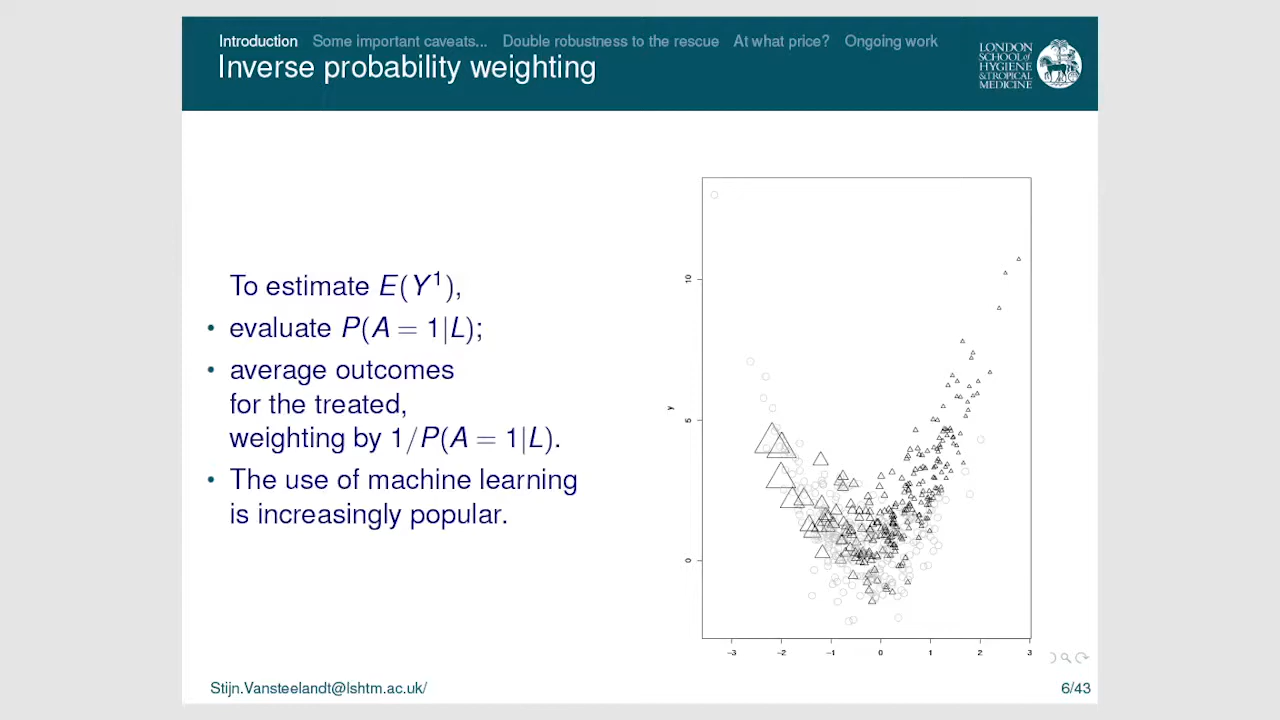 Introduction Some important caveats... Double robustness to the rescue At what price? Ongoing work
Inverse probability weighting
LONDON
SCHOOL of
HYGIENE
& TROPICAL
MEDICINE
To estimate E(Y¹),
• evaluate P(A = 1|L);
• average outcomes
for the treated,
weighting by 1/P(A = 1|L).
• The use of machine learning
is increasingly popular.
10
y
5
0
−3 −2 −1 0 1 2 3
Stijn.Vansteelandt@lshtm.ac.uk/
6/43